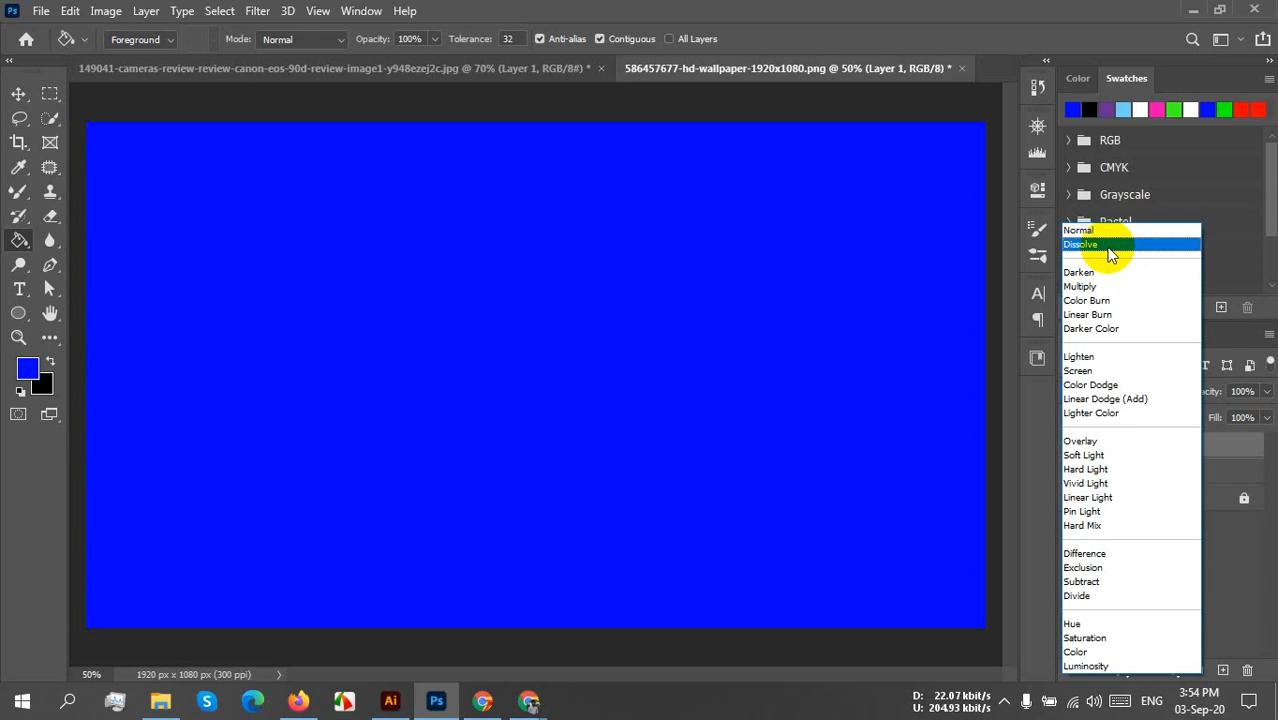 Ps File Edit Image Layer Type Select Filter 3D View Window Help
Foreground Mode: Normal Opacity: 100% Tolerance: 32 Anti-alias Contiguous All Layers
149041-cameras-review-review-canon-eos-90d-review-image1-y948ezej2c.jpg @ 70% (Layer 1, RGB/8#) * × 586457677-hd-wallpaper-1920x1080.png @ 50% (Layer 1, RGB/8) * ×
Color Swatches
RGB
CMYK
Grayscale
Pastel
Normal
Dissolve
Darken
Multiply
Color Burn
Linear Burn
Darker Color
Lighten
Screen
Color Dodge
Linear Dodge (Add)
Lighter Color
Overlay
Soft Light
Hard Light
Vivid Light
Linear Light
Pin Light
Hard Mix
Difference
Exclusion
Subtract
Divide
Hue
Saturation
Color
Luminosity
100%
Fill: 100%
50% 1920 px x 1080 px (300 ppi)
Ai Ps
D: 22.07 kbit/s
U: 204.93 kbit/s
ENG
3:54 PM
03-Sep-20